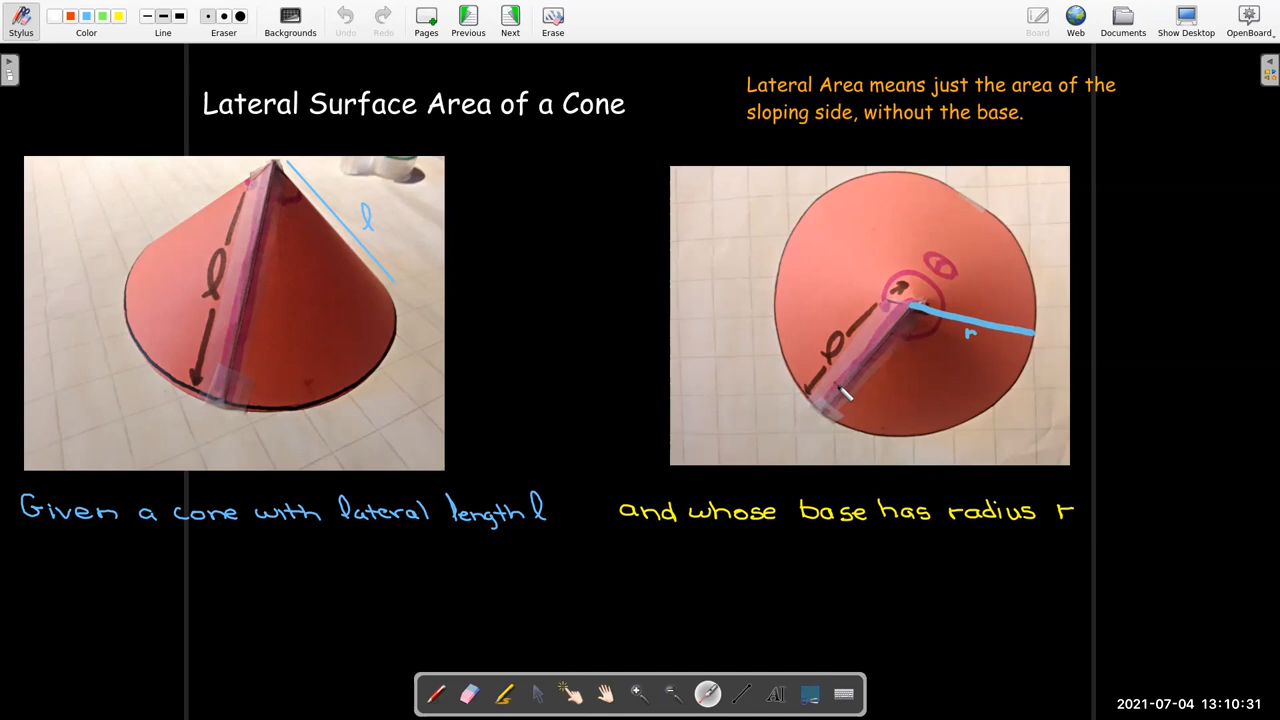 Stylus
Color
Line
Eraser
Backgrounds
Undo
Redo
Pages
Previous
Next
Erase
Board
Web
Documents
Show Desktop
OpenBoard
Lateral Surface Area of a Cone
Lateral Area means just the area of the
sloping side, without the base.
l
l
θ
l
r
Given a cone with lateral length l
and whose base has radius r
AI
2021-07-04 13:10:31